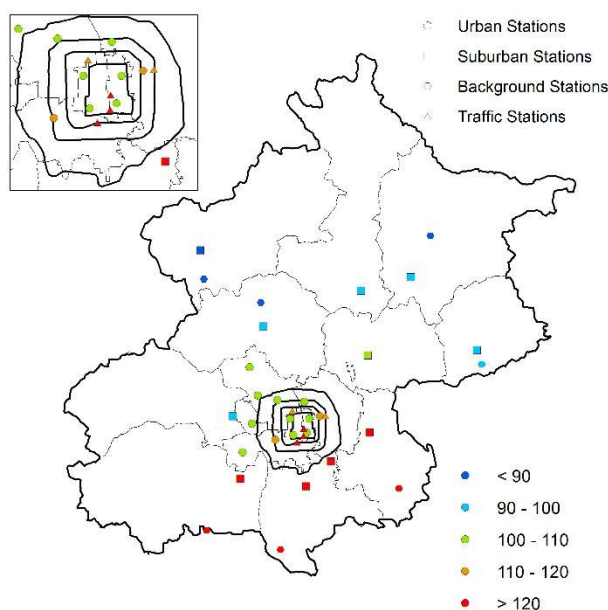 Urban Stations
Suburban Stations
Background Stations
Traffic Stations
< 90
90 - 100
100 - 110
110 - 120
> 120